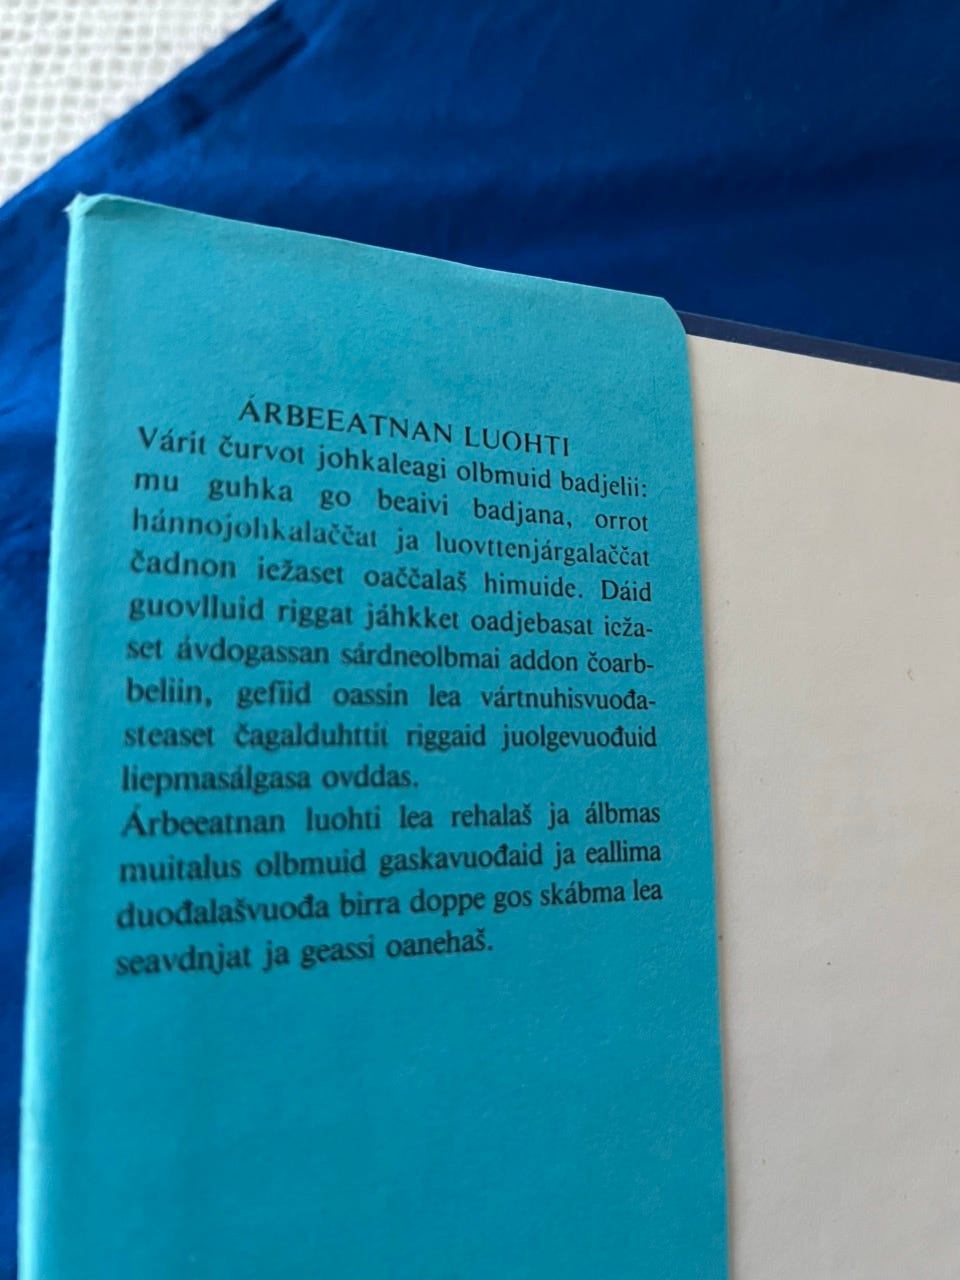 ÁRBEEATNAN LUOHTI
Várit čurvot johkaleagi olbmuid badjelii:
mu guhka go beaivi badjana, orrot
hánnojohkalaččat ja luovttenjárgalaččat
čadnon iežaset oaččalaš himuide. Dáid
guovlluid riggat jáhkket oadjebasat ieža-
set ávdogassan sárdneolbmai addon čoarb-
beliin, gefiid oassin lea vártnuhisvuođa-
steaset čagalduhttit riggaid juolgevuođuid
liepmasálgasa ovddas.
Árbeeatnan luohti lea rehalaš ja álbmas
muitalus olbmuid gaskavuođaid ja eallima
duođalašvuođa birra doppe gos skábma lea
seavdnjat ja geassi oanehaš.